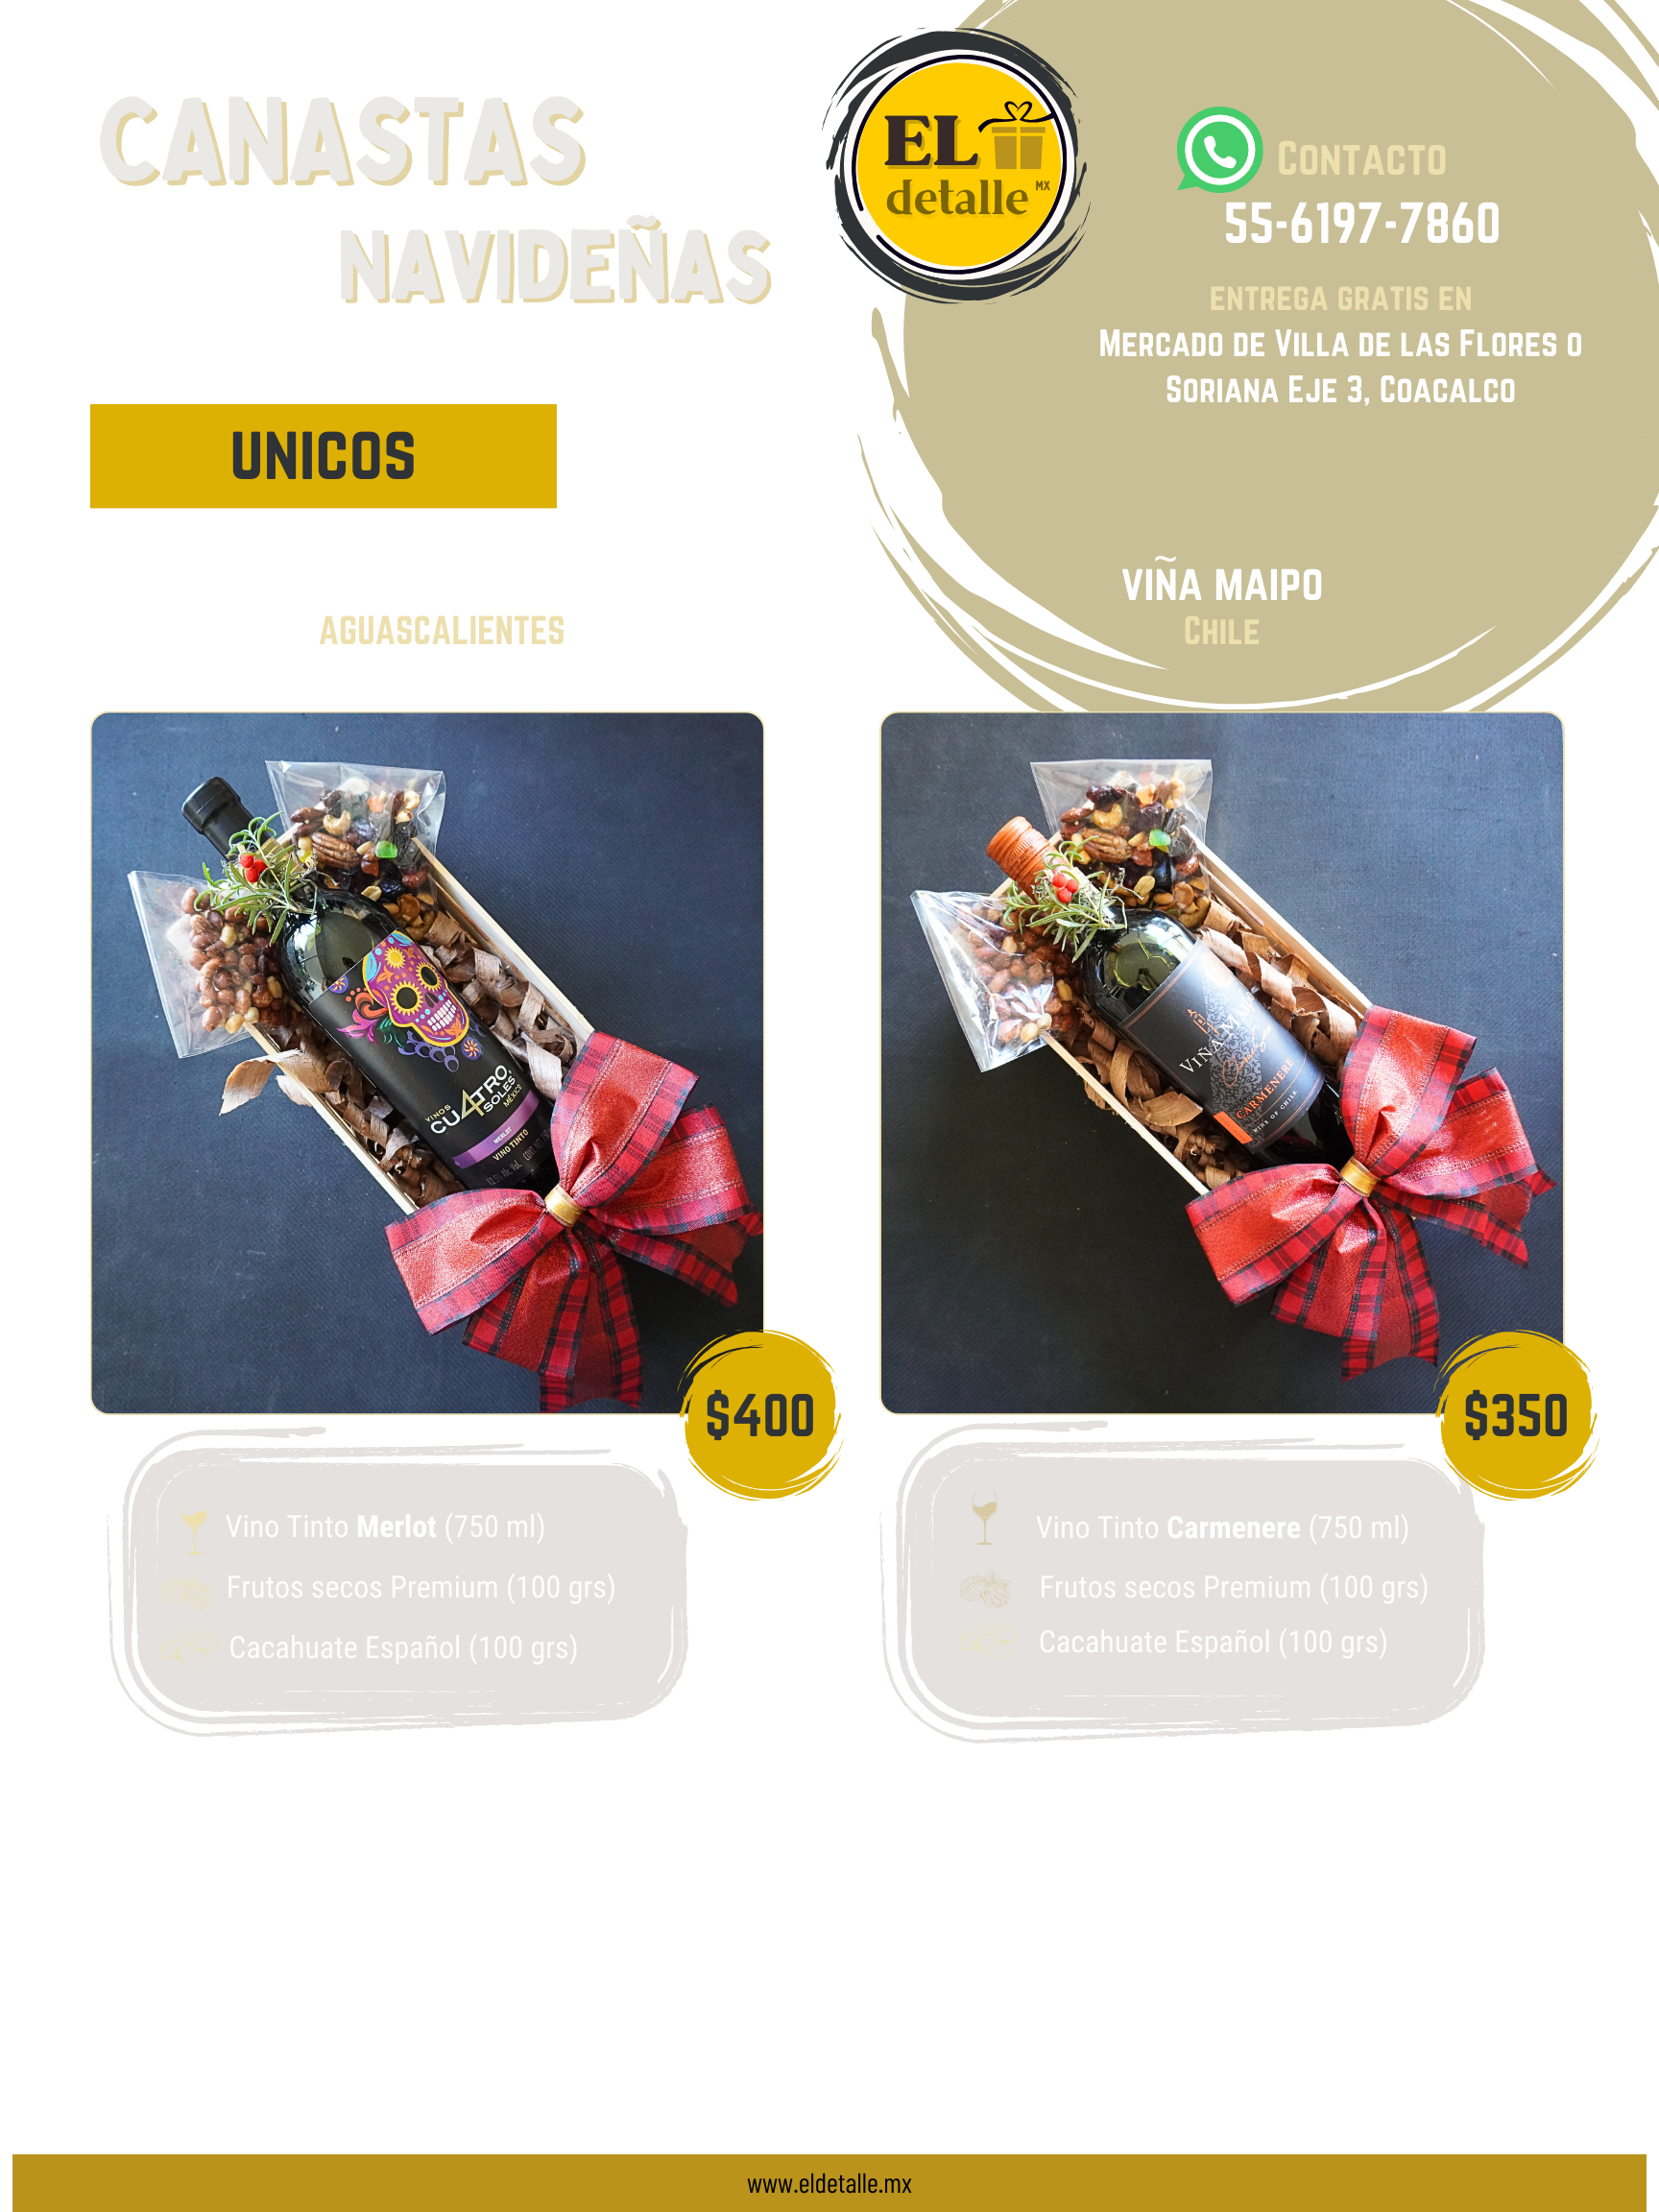 CANASTAS
NAVIDEÑAS
EL
detalle MX
CONTACTO
55-6197-7860
ENTREGA GRATIS EN
MERCADO DE VILLA DE LAS FLORES O
SORIANA EJE 3, COACALCO
UNICOS
AGUASCALIENTES
VIÑA MAIPO
CHILE
VINOS
CU4TRO
SOLES
MÉXICO
MERLOT
VINO TINTO
VIÑA M
CARMENERE
WINE OF CHILE
$400
$350
Vino Tinto Merlot (750 ml)
Frutos secos Premium (100 grs)
Cacahuate Español (100 grs)
Vino Tinto Carmenere (750 ml)
Frutos secos Premium (100 grs)
Cacahuate Español (100 grs)
www.eldetalle.mx